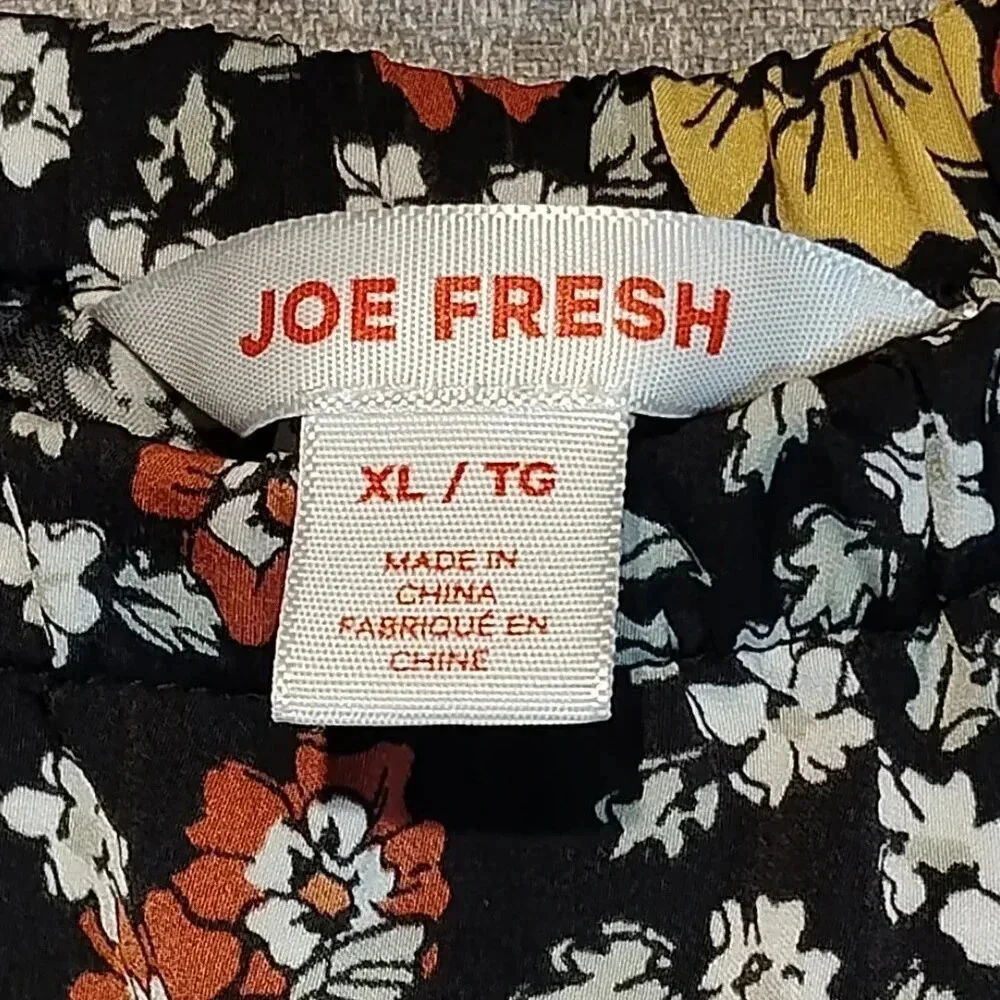 JOE FRESH
XL / TG
MADE IN
CHINA
FABRIQUÉ EN
CHINE